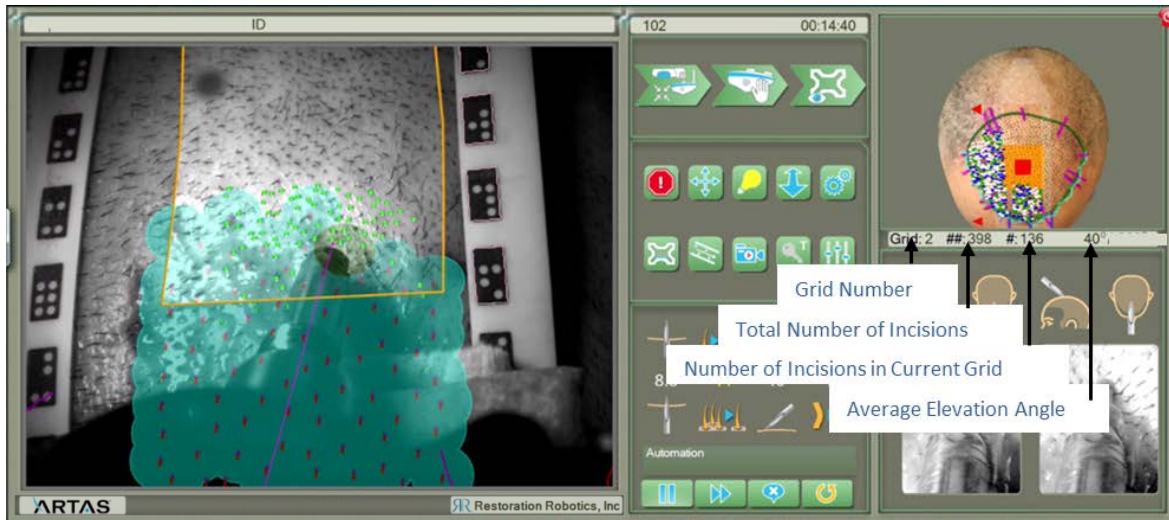 ID
102 00:14:40
Grid: 2 ##:398 #:136 40°
Grid Number
Total Number of Incisions
Number of Incisions in Current Grid
Average Elevation Angle
Automation
ARTAS
RR Restoration Robotics, Inc